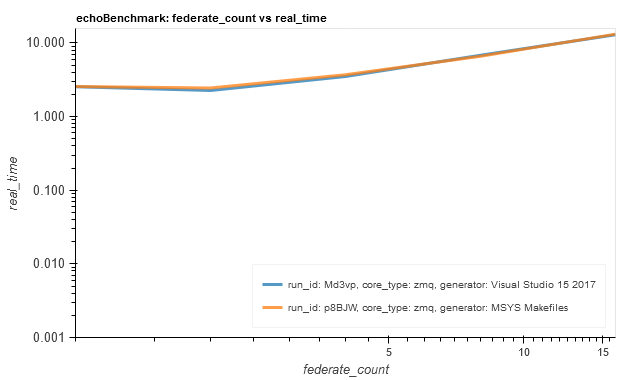 echoBenchmark: federate_count vs real_time
10.000
1.000
0.100
0.010
0.001
real_time
run_id: Md3vp, core_type: zmq, generator: Visual Studio 15 2017
run_id: p8BJW, core_type: zmq, generator: MSYS Makefiles
5
10
15
federate_count